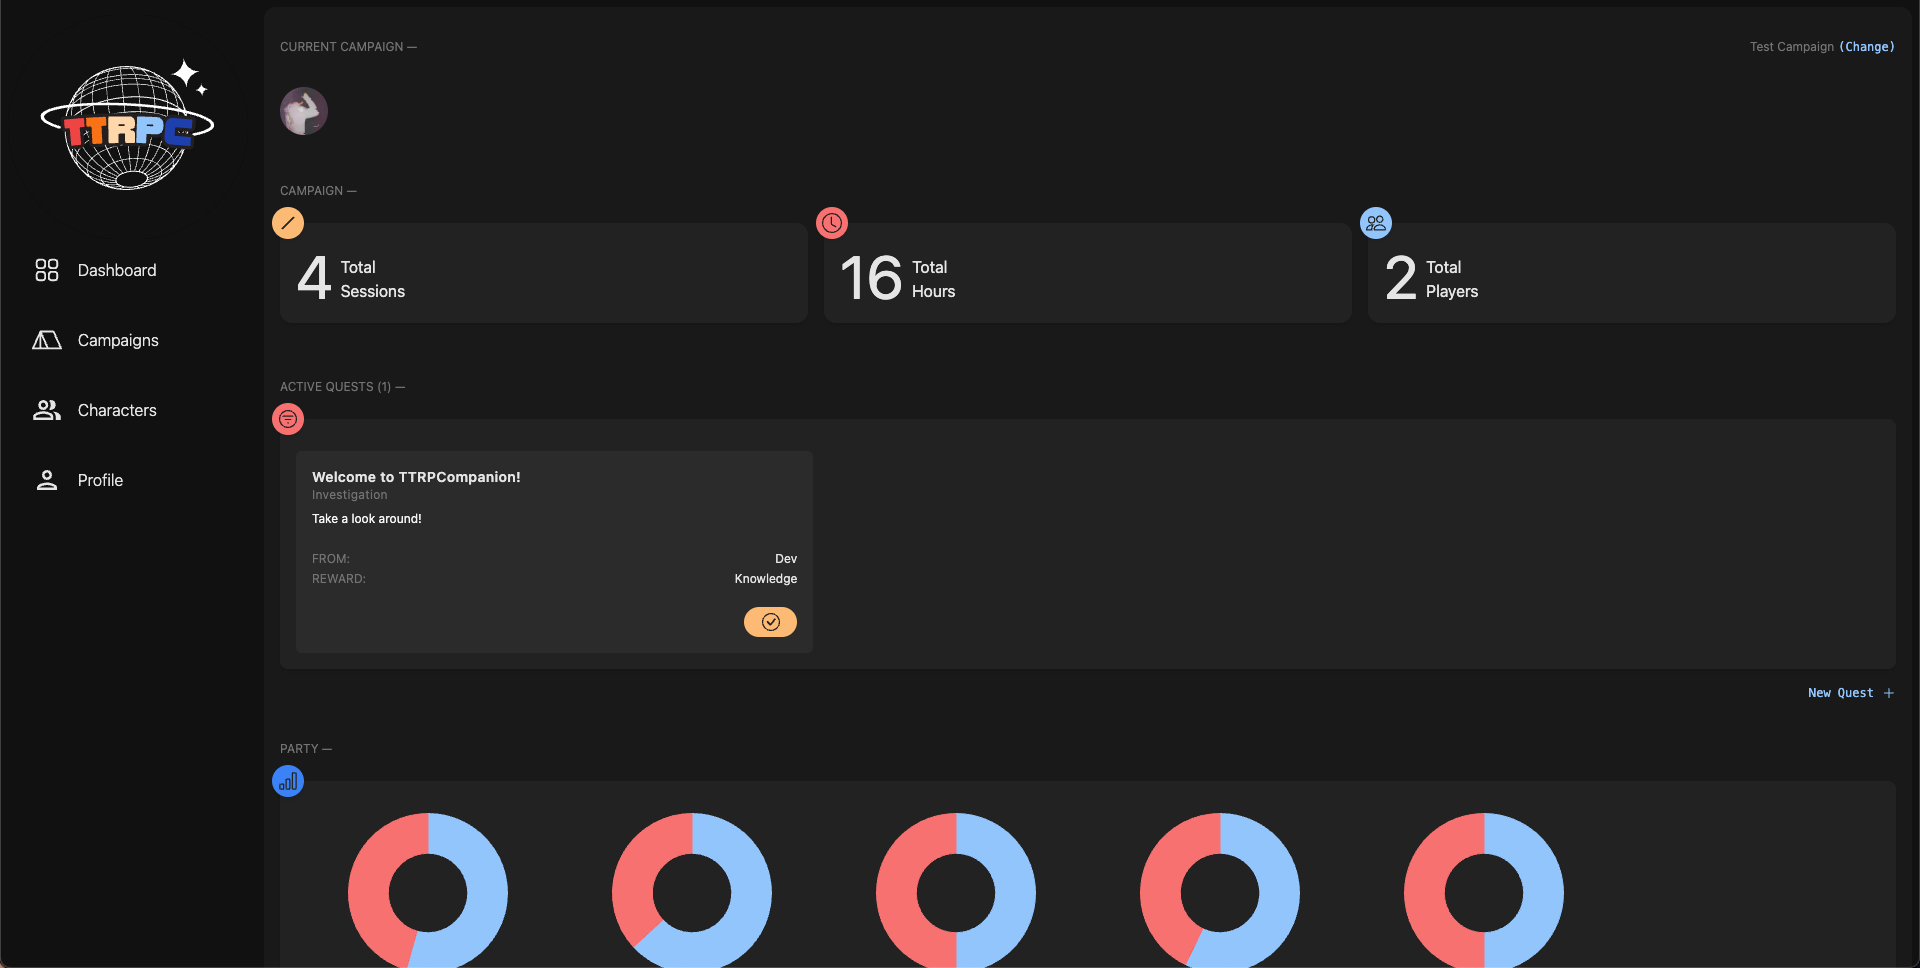 TTRPC
Dashboard
Campaigns
Characters
Profile
CURRENT CAMPAIGN —
Test Campaign (Change)
CAMPAIGN —
4 Total
Sessions
16 Total
Hours
2 Total
Players
ACTIVE QUESTS (1) —
Welcome to TTRPCompanion!
Investigation
Take a look around!
FROM: Dev
REWARD: Knowledge
New Quest +
PARTY —